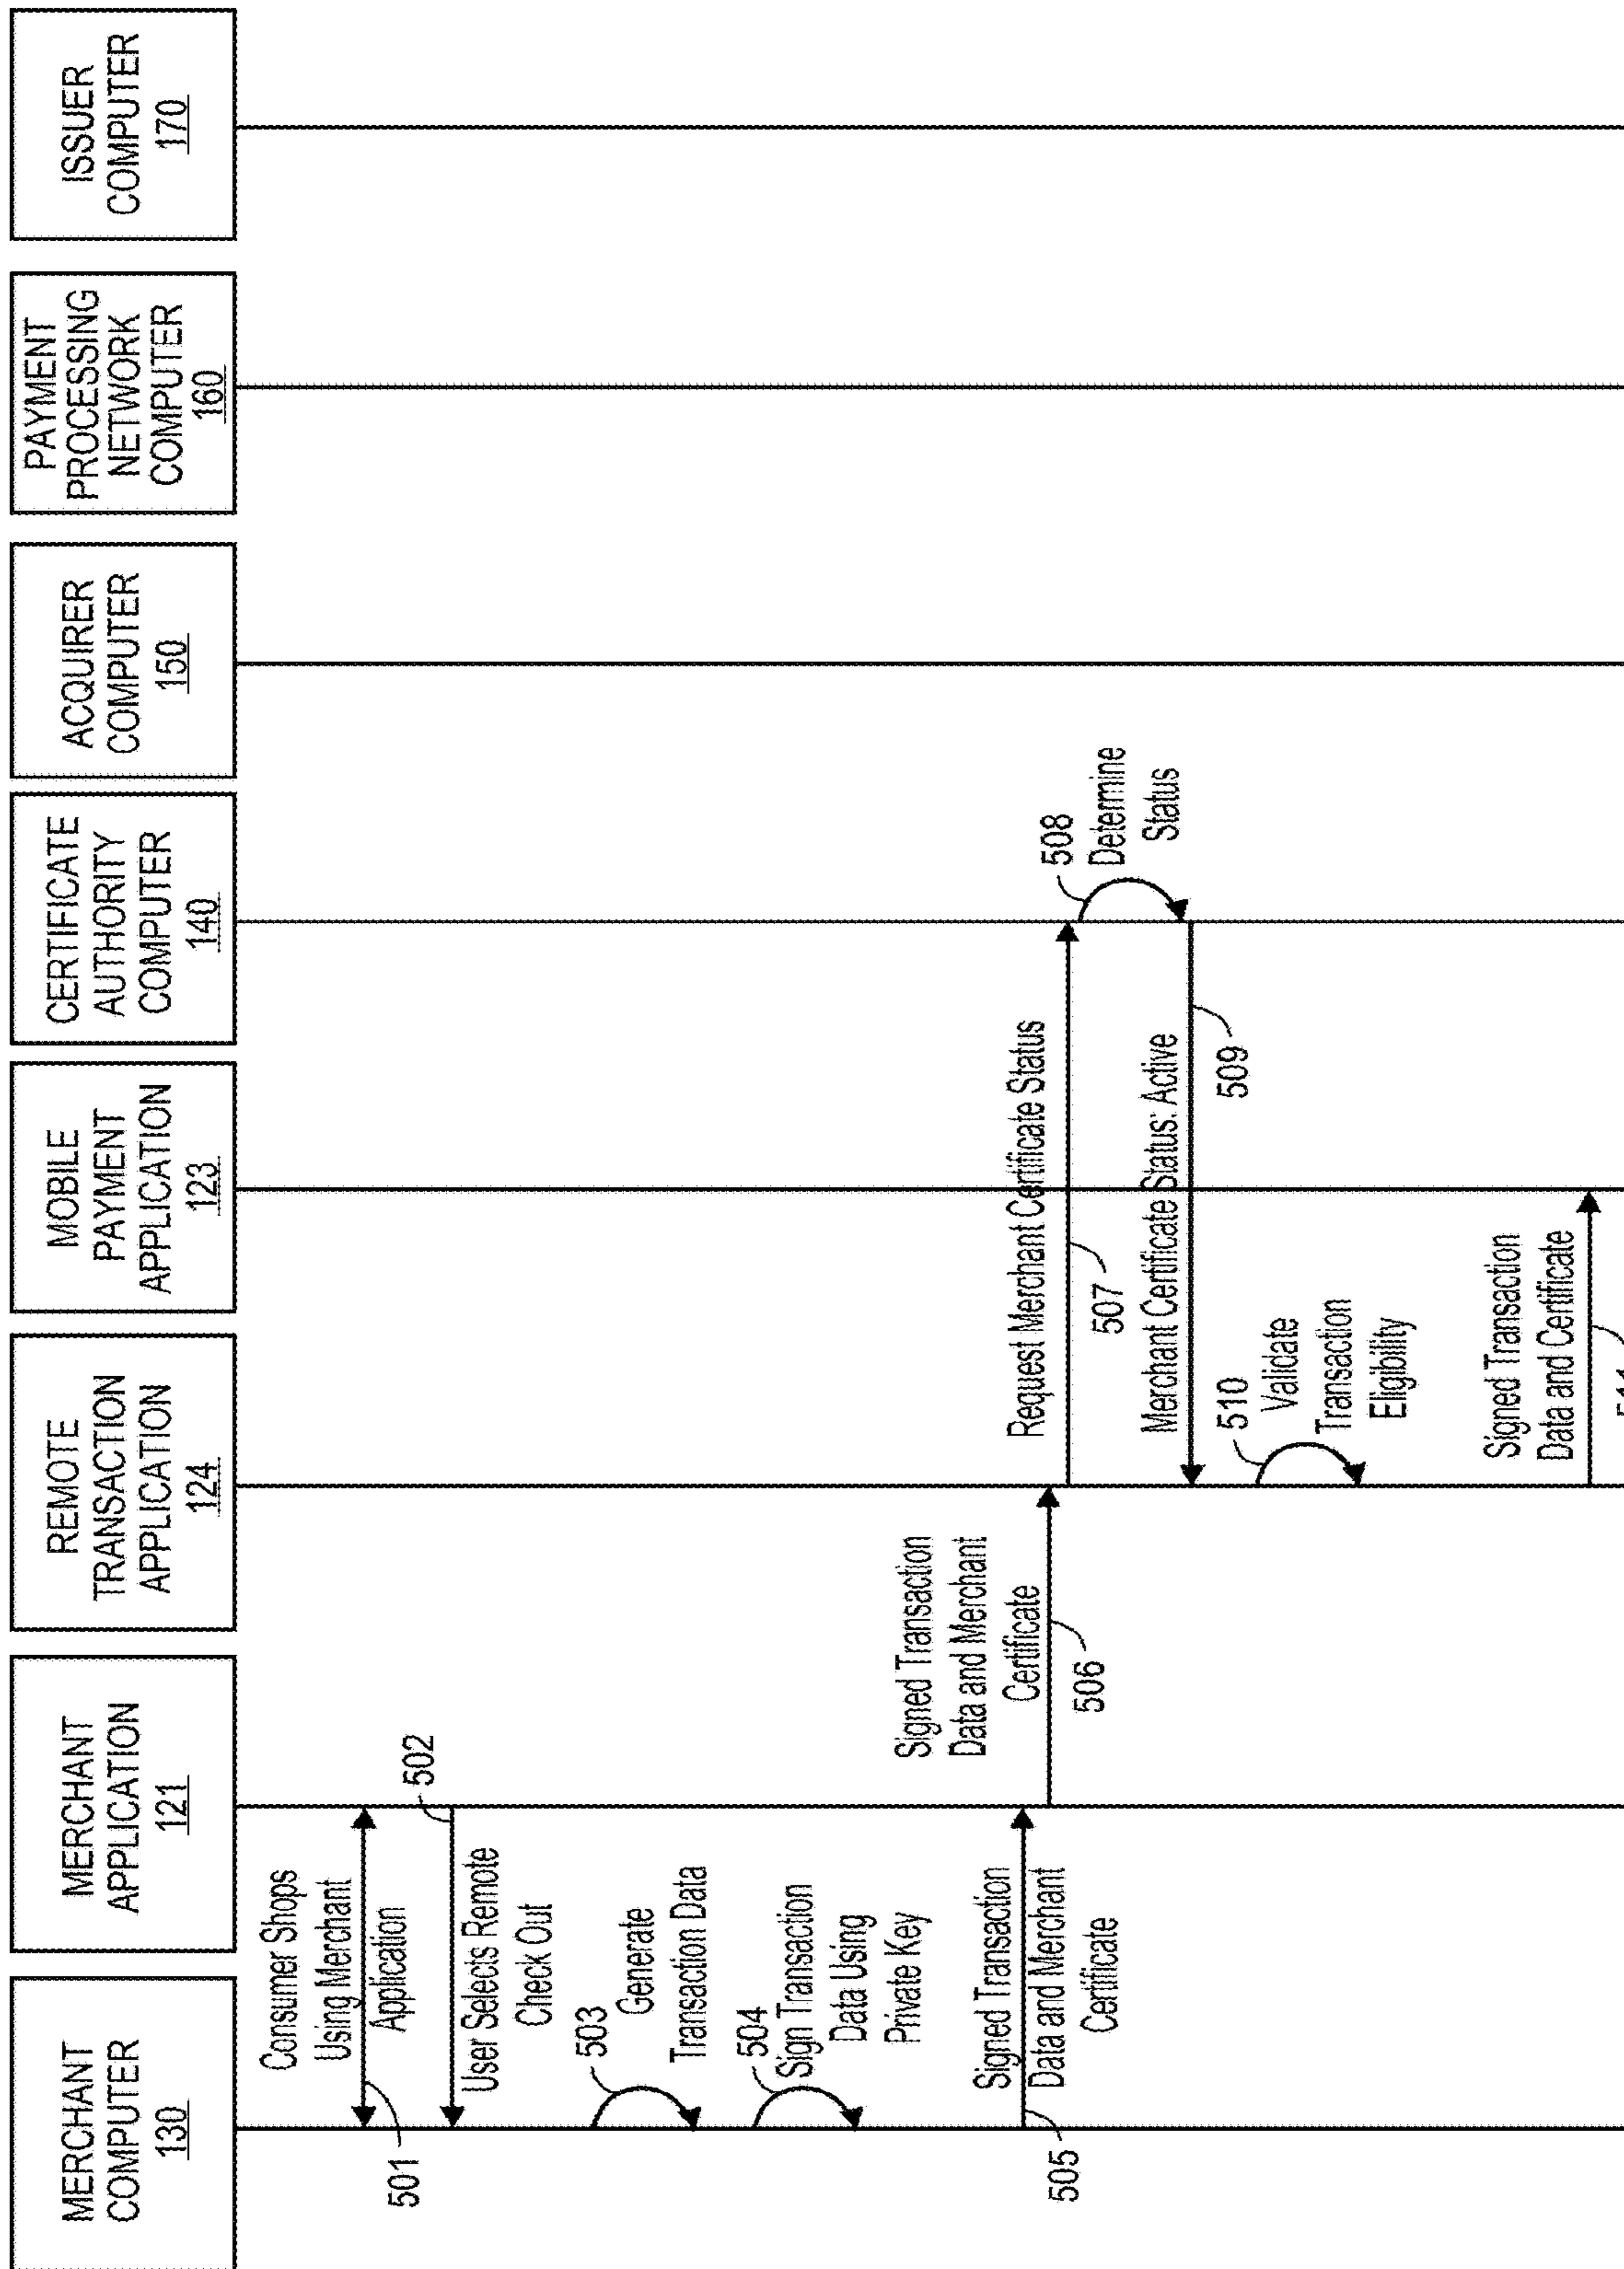 MERCHANT
COMPUTER
130
MERCHANT
APPLICATION
121
REMOTE
TRANSACTION
APPLICATION
124
MOBILE
PAYMENT
APPLICATION
123
CERTIFICATE
AUTHORITY
COMPUTER
140
ACQUIRER
COMPUTER
150
PAYMENT
PROCESSING
NETWORK
COMPUTER
160
ISSUER
COMPUTER
170
Consumer Shops
Using Merchant
Application
501
502
User Selects Remote
Check Out
503
Generate
Transaction Data
504
Sign Transaction
Data Using
Private Key
Signed Transaction
Data and Merchant
Certificate
505
Signed Transaction
Data and Merchant
Certificate
506
Request Merchant Certificate Status
507
508
Determine
Status
Merchant Certificate Status: Active
509
510
Validate
Transaction
Eligibility
Signed Transaction
Data and Certificate